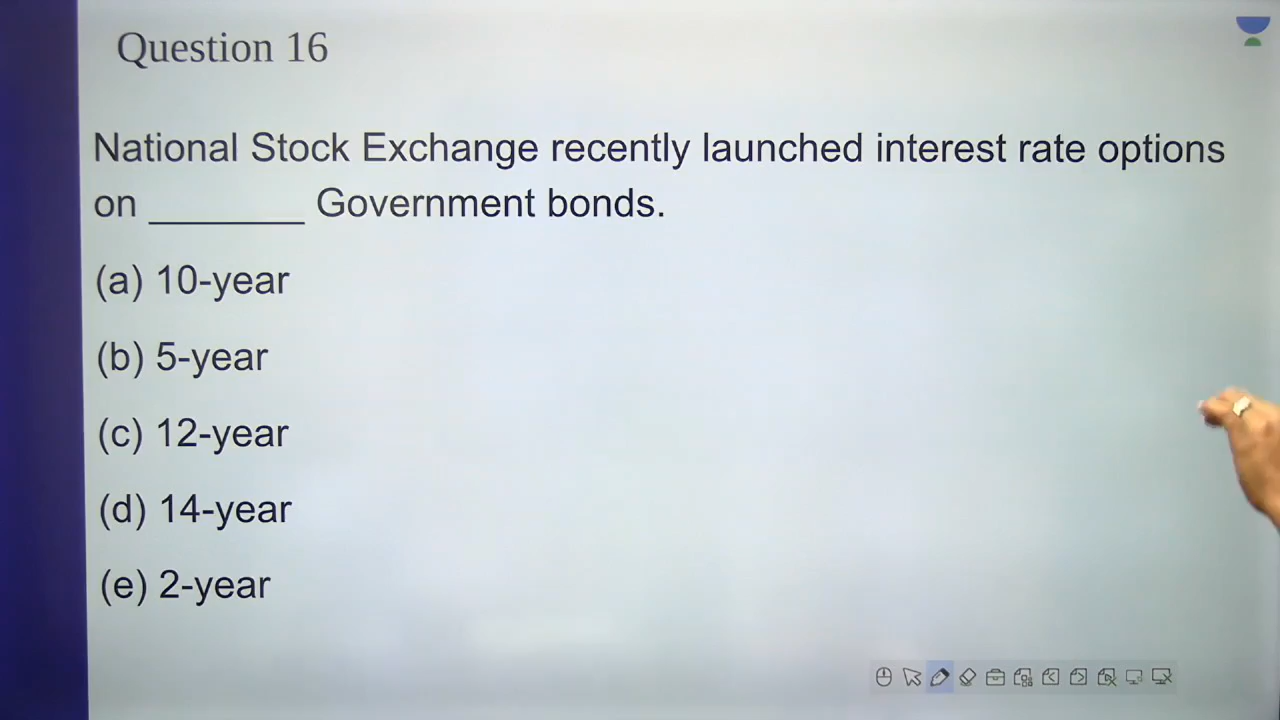 Question 16
National Stock Exchange recently launched interest rate options
on _______ Government bonds.
(a) 10-year
(b) 5-year
(c) 12-year
(d) 14-year
(e) 2-year